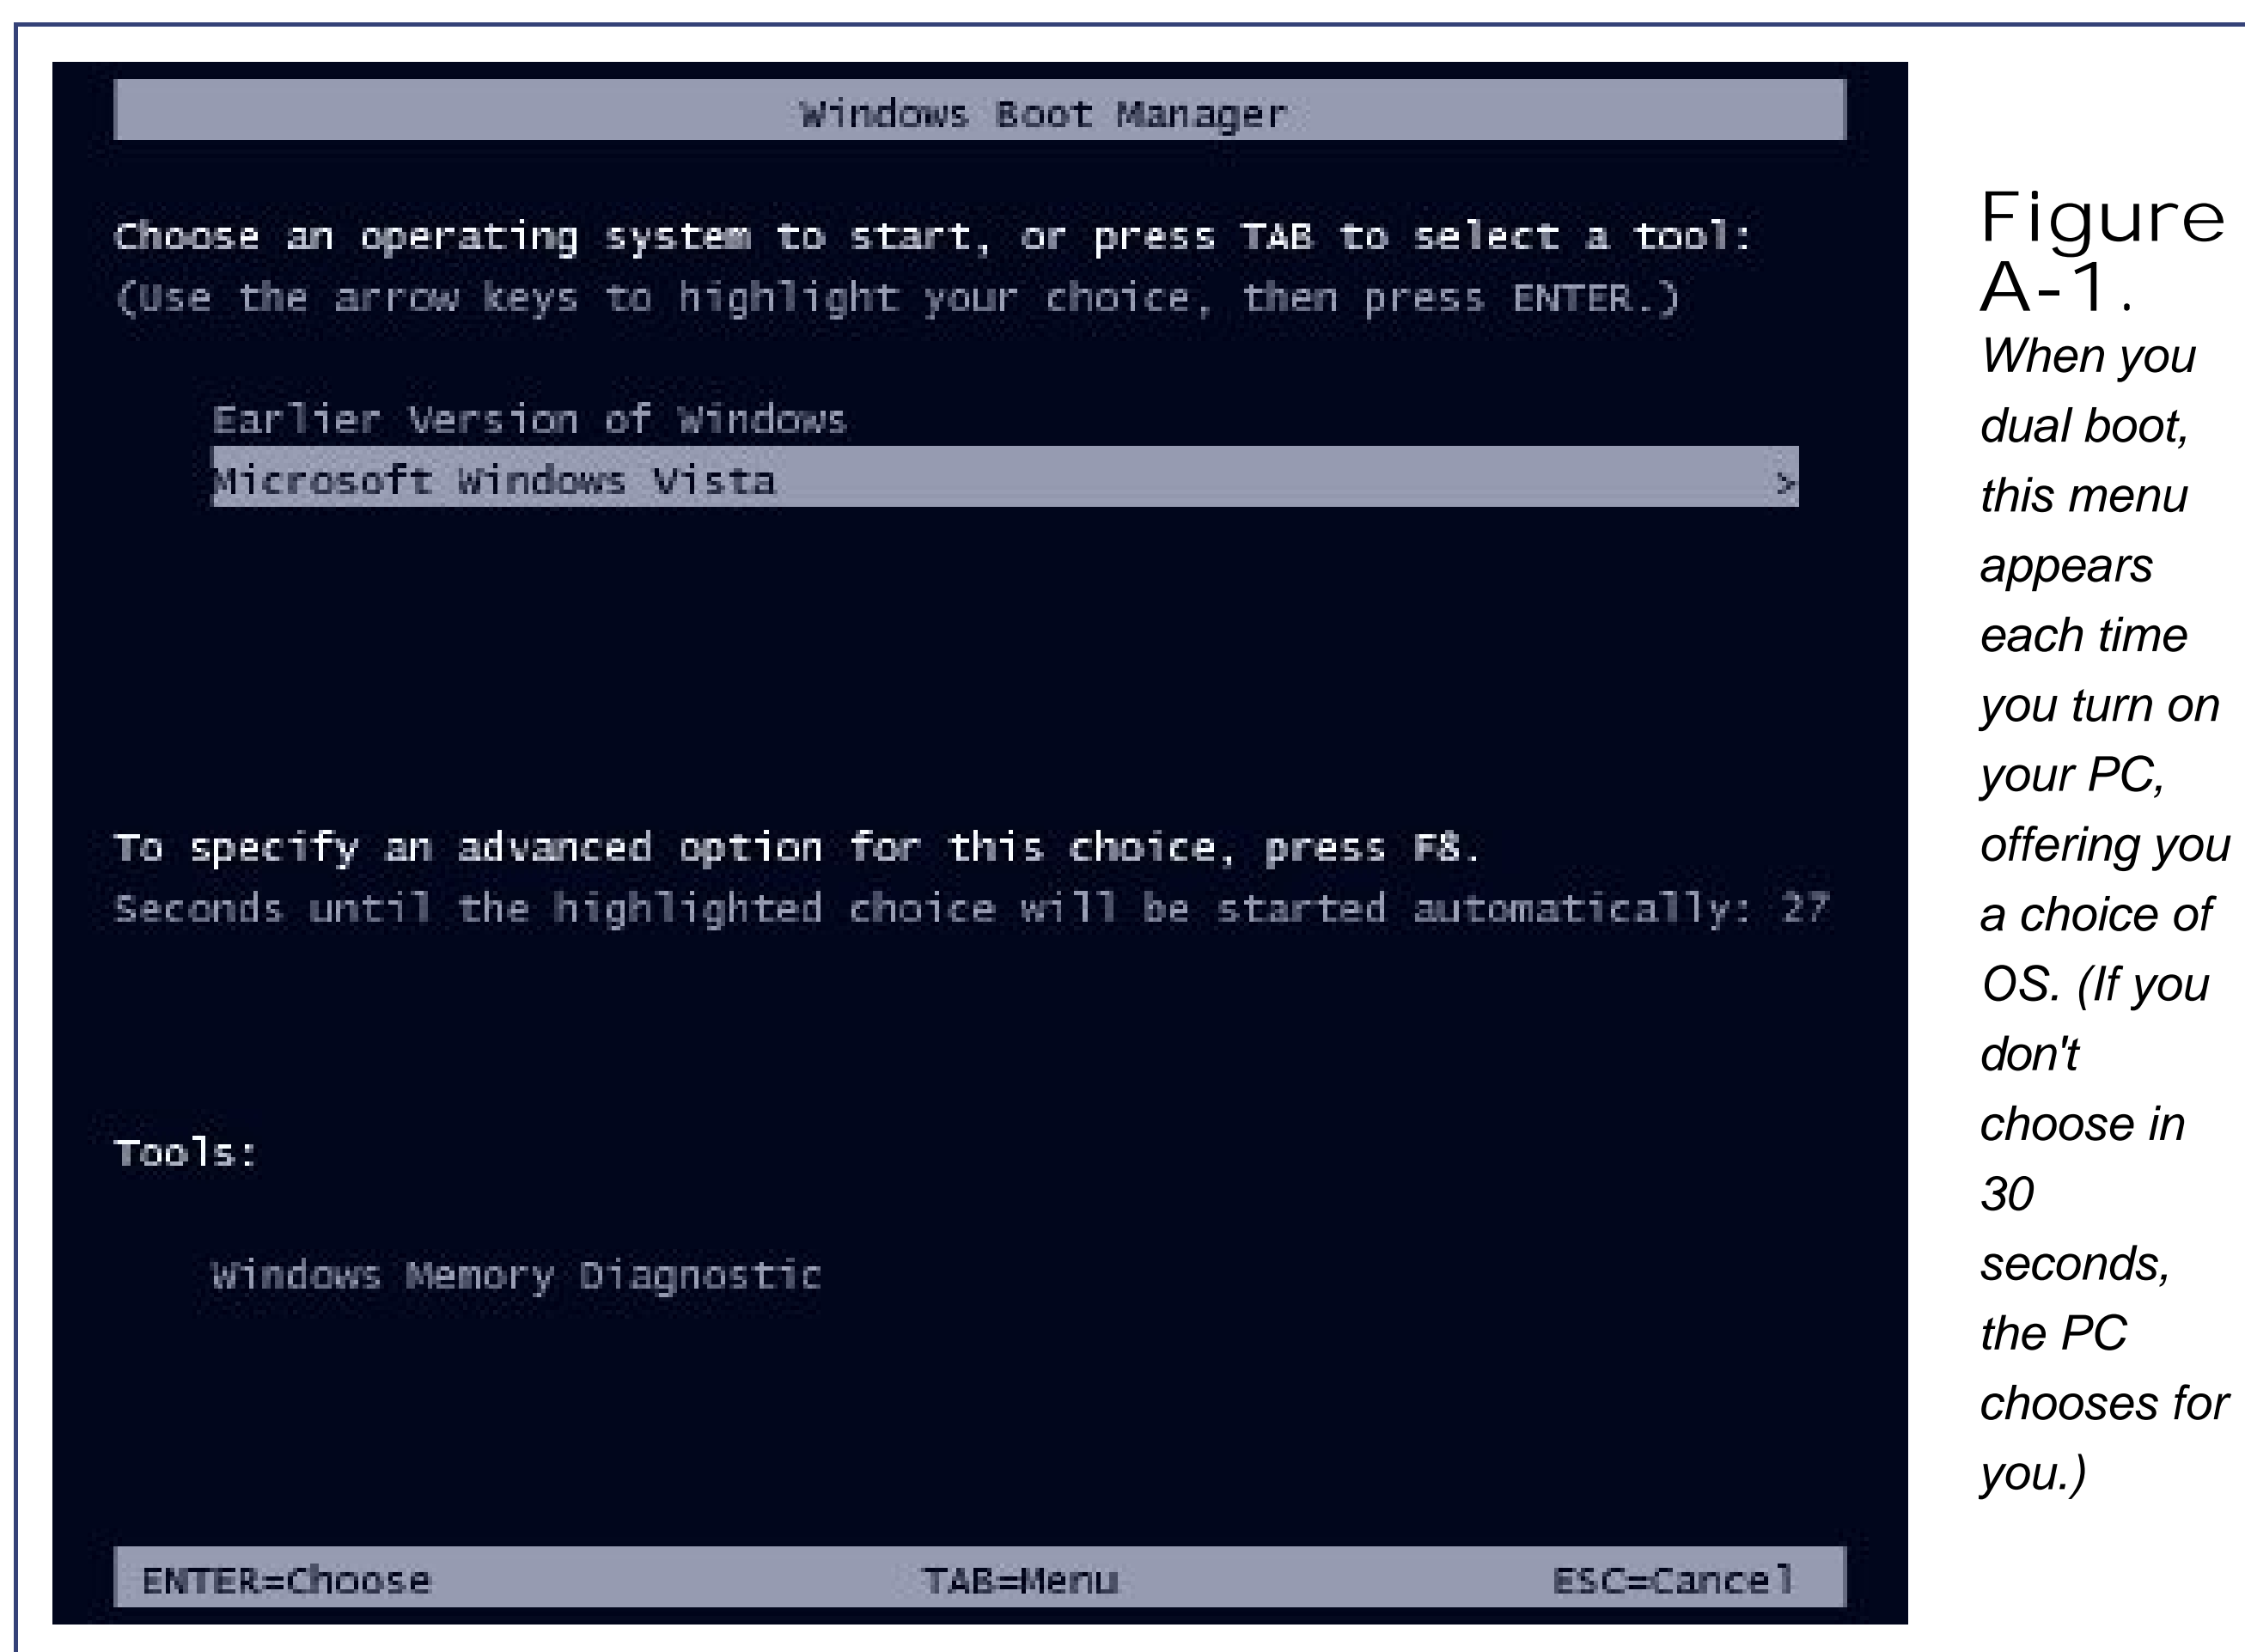 Windows Boot Manager
Choose an operating system to start, or press TAB to select a tool:
(Use the arrow keys to highlight your choice, then press ENTER.)
Earlier Version of Windows
Microsoft Windows Vista >
To specify an advanced option for this choice, press F8.
Seconds until the highlighted choice will be started automatically: 27
Tools:
Windows Memory Diagnostic
ENTER=Choose TAB=Menu ESC=Cancel
Figure
A-1.
When you
dual boot,
this menu
appears
each time
you turn on
your PC,
offering you
a choice of
OS. (If you
don't
choose in
30
seconds,
the PC
chooses for
you.)